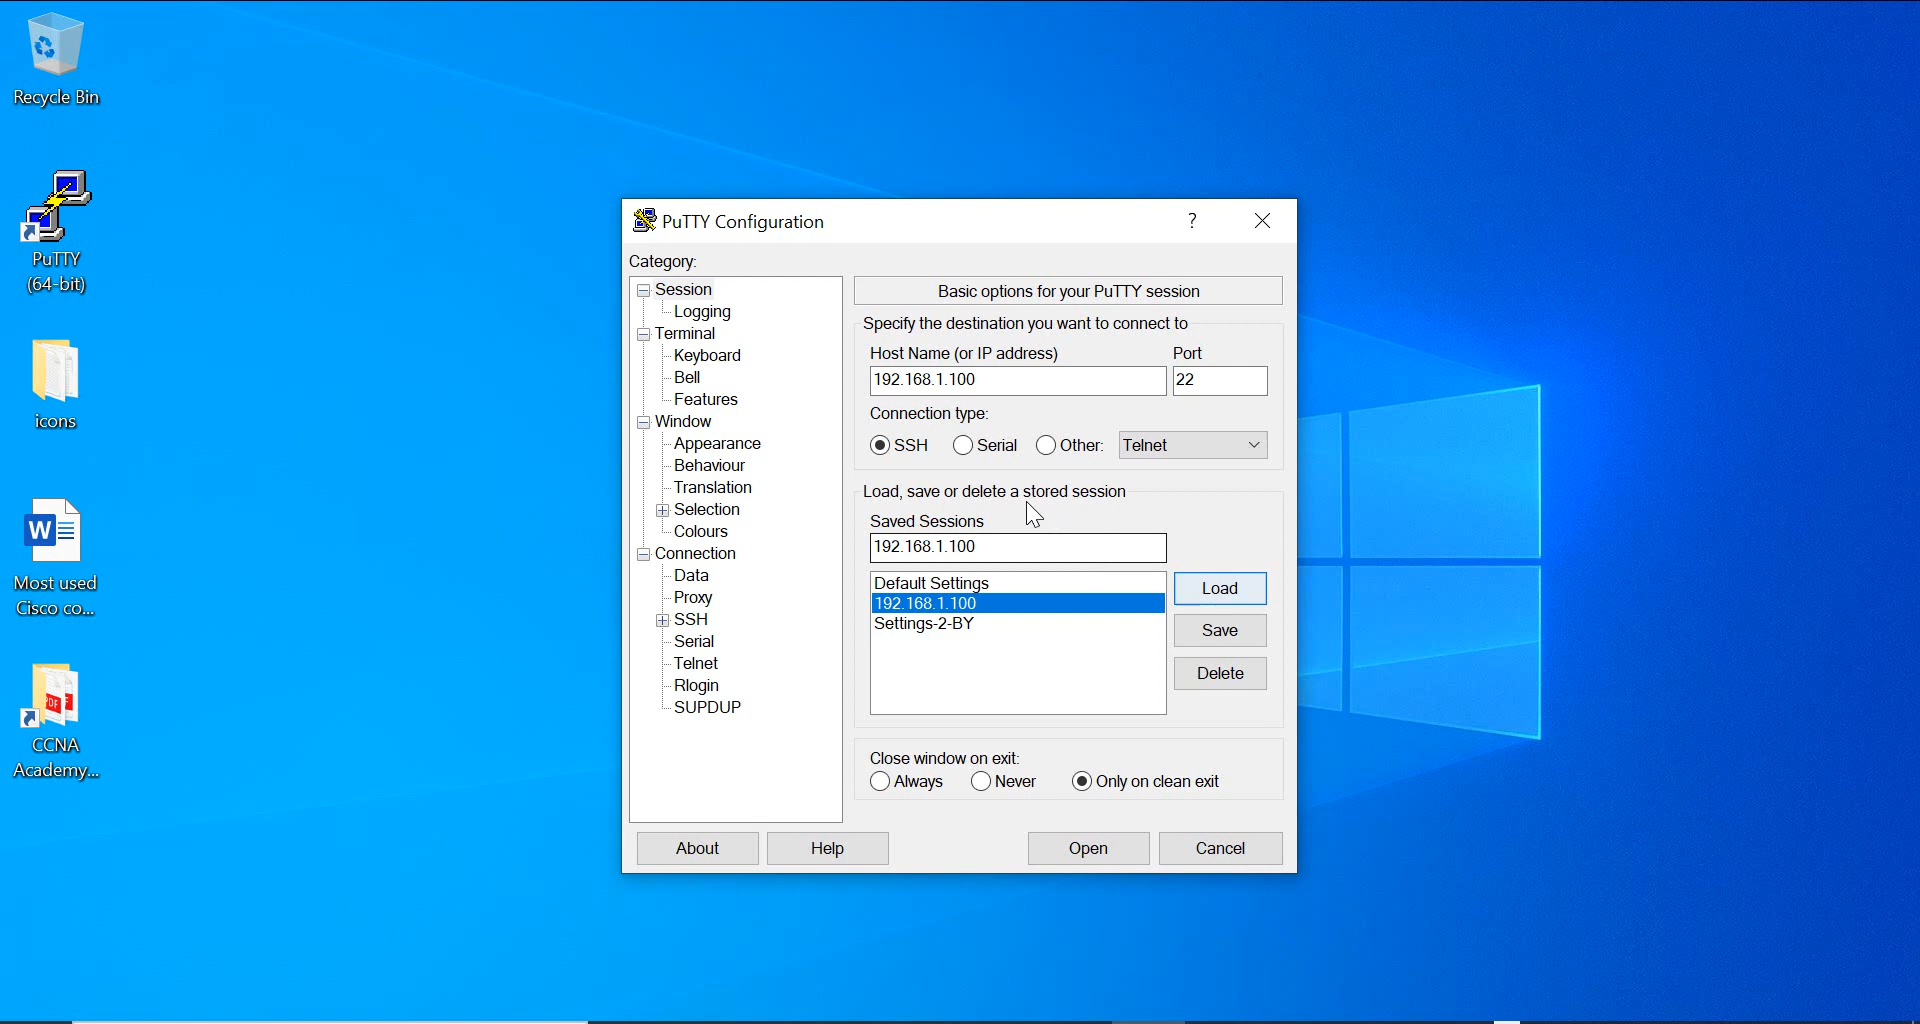 Recycle Bin
PuTTY
(64-bit)
icons
W
Most used
Cisco co...
PDF
CCNA
Academy...
PuTTY Configuration
?
Category:
Session
Logging
Terminal
Keyboard
Bell
Features
Window
Appearance
Behaviour
Translation
Selection
Colours
Connection
Data
Proxy
SSH
Serial
Telnet
Rlogin
SUPDUP
Basic options for your PuTTY session
Specify the destination you want to connect to
Host Name (or IP address) Port
192.168.1.100 22
Connection type:
SSH Serial Other: Telnet
Load, save or delete a stored session
Saved Sessions
192.168.1.100
Default Settings
192.168.1.100
Settings-2-BY
Load
Save
Delete
Close window on exit:
Always Never Only on clean exit
About Help Open Cancel